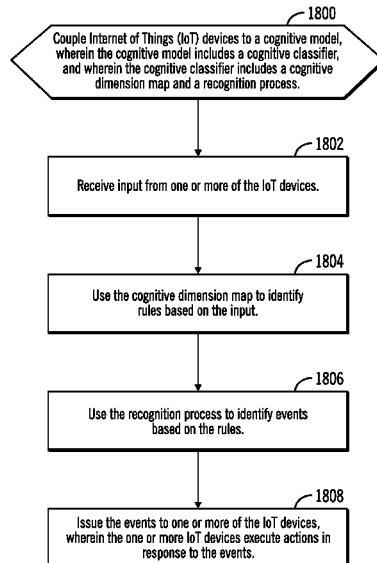 1800
Couple Internet of Things (IoT) devices to a cognitive model,
wherein the cognitive model includes a cognitive classifier,
and wherein the cognitive classifier includes a cognitive
dimension map and a recognition process.
1802
Receive input from one or more of the IoT devices.
1804
Use the cognitive dimension map to identify
rules based on the input.
1806
Use the recognition process to identify events
based on the rules.
1808
Issue the events to one or more of the IoT devices,
wherein the one or more IoT devices execute actions in
response to the events.